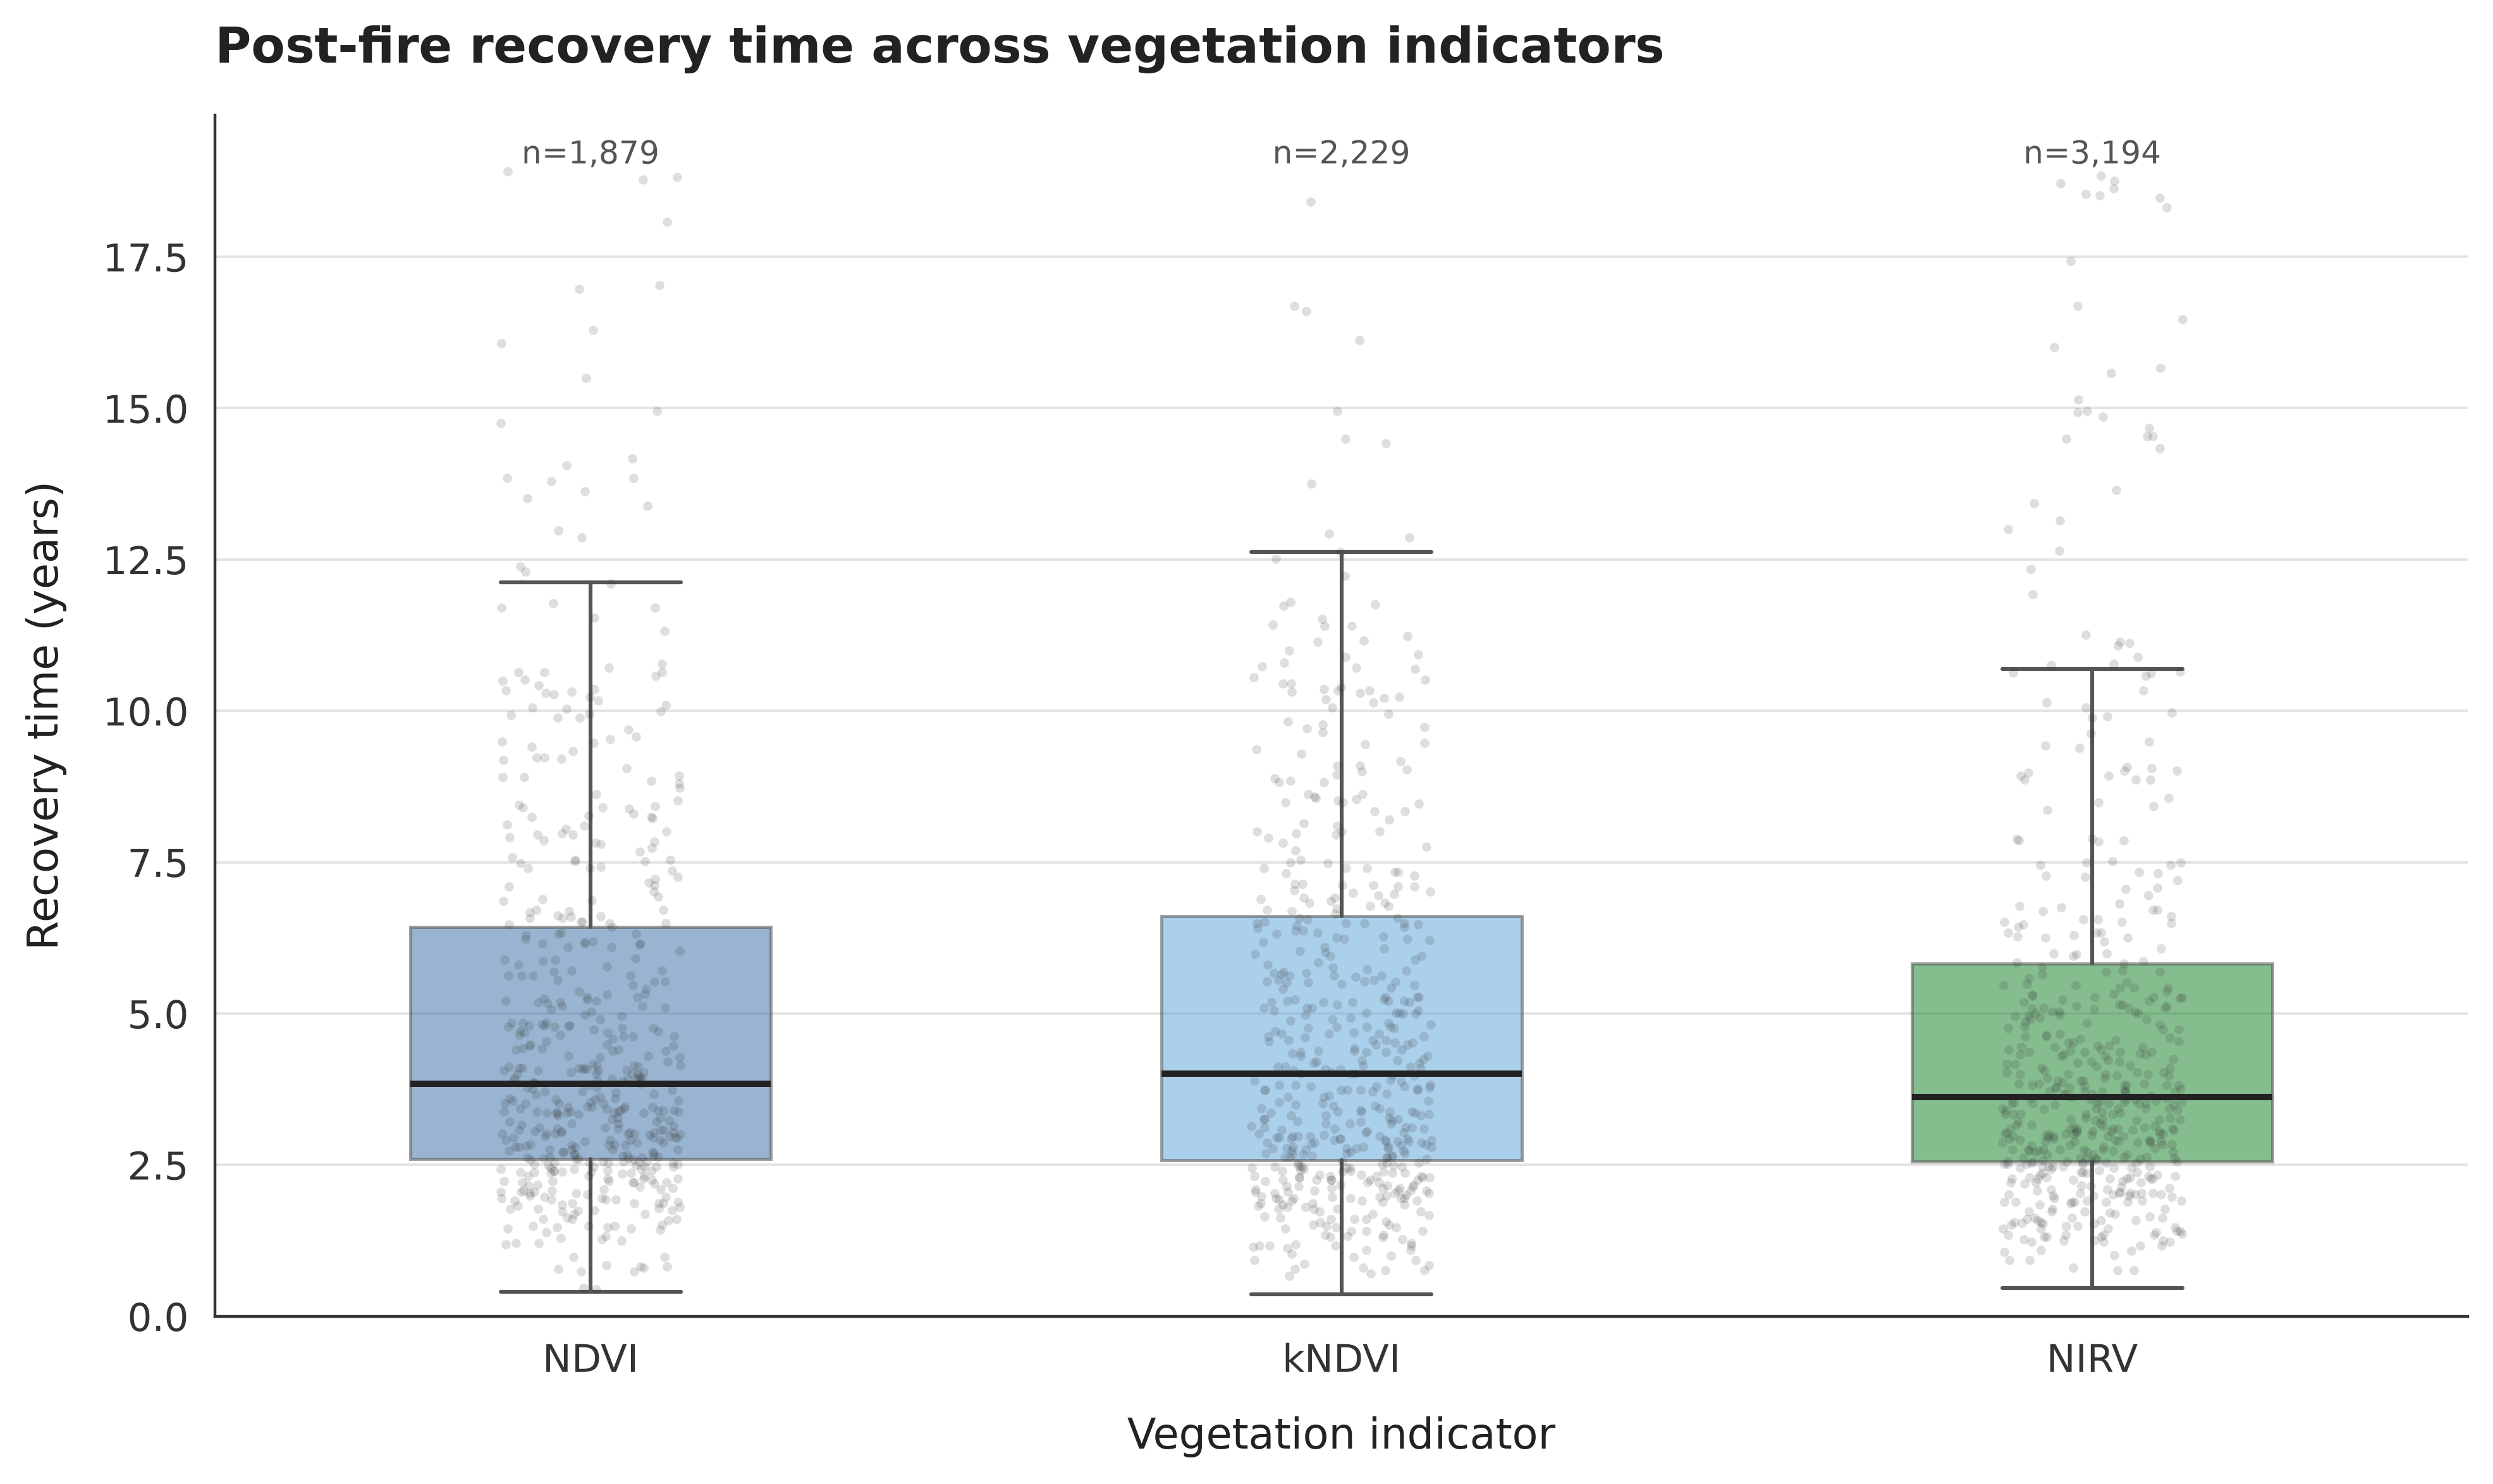 Post-fire recovery time across vegetation indicators
n=1,879
n=2,229
n=3,194
Recovery time (years)
17.5
15.0
12.5
10.0
7.5
5.0
2.5
0.0
NDVI
kNDVI
NIRV
Vegetation indicator